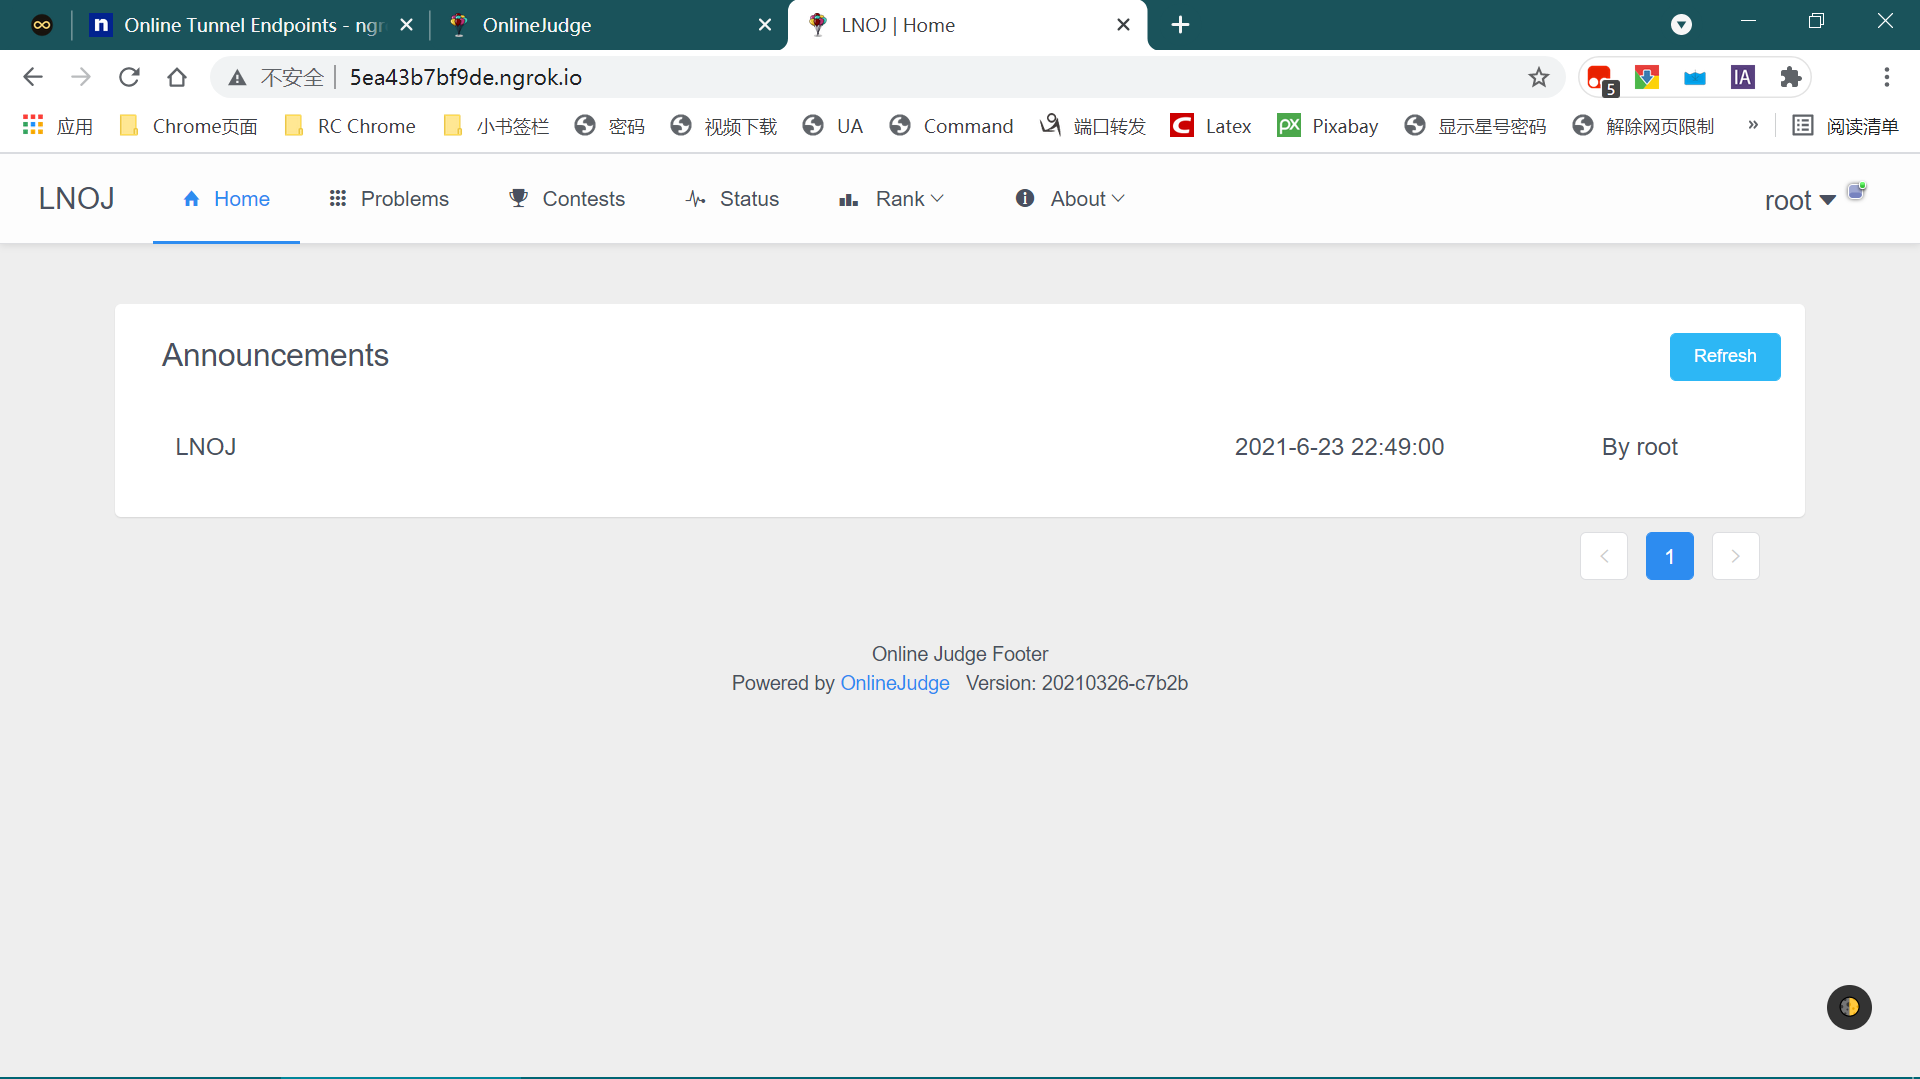 Online Tunnel Endpoints - ngr
OnlineJudge
LNOJ | Home
不安全 | 5ea43b7bf9de.ngrok.io
5
IA
应用
Chrome页面
RC Chrome
小书签栏
密码
视频下载
UA
Command
端口转发
Latex
Pixabay
显示星号密码
解除网页限制
»
阅读清单
LNOJ
Home
Problems
Contests
Status
Rank
About
root
Announcements
Refresh
LNOJ
2021-6-23 22:49:00
By root
1
Online Judge Footer
Powered by OnlineJudge Version: 20210326-c7b2b